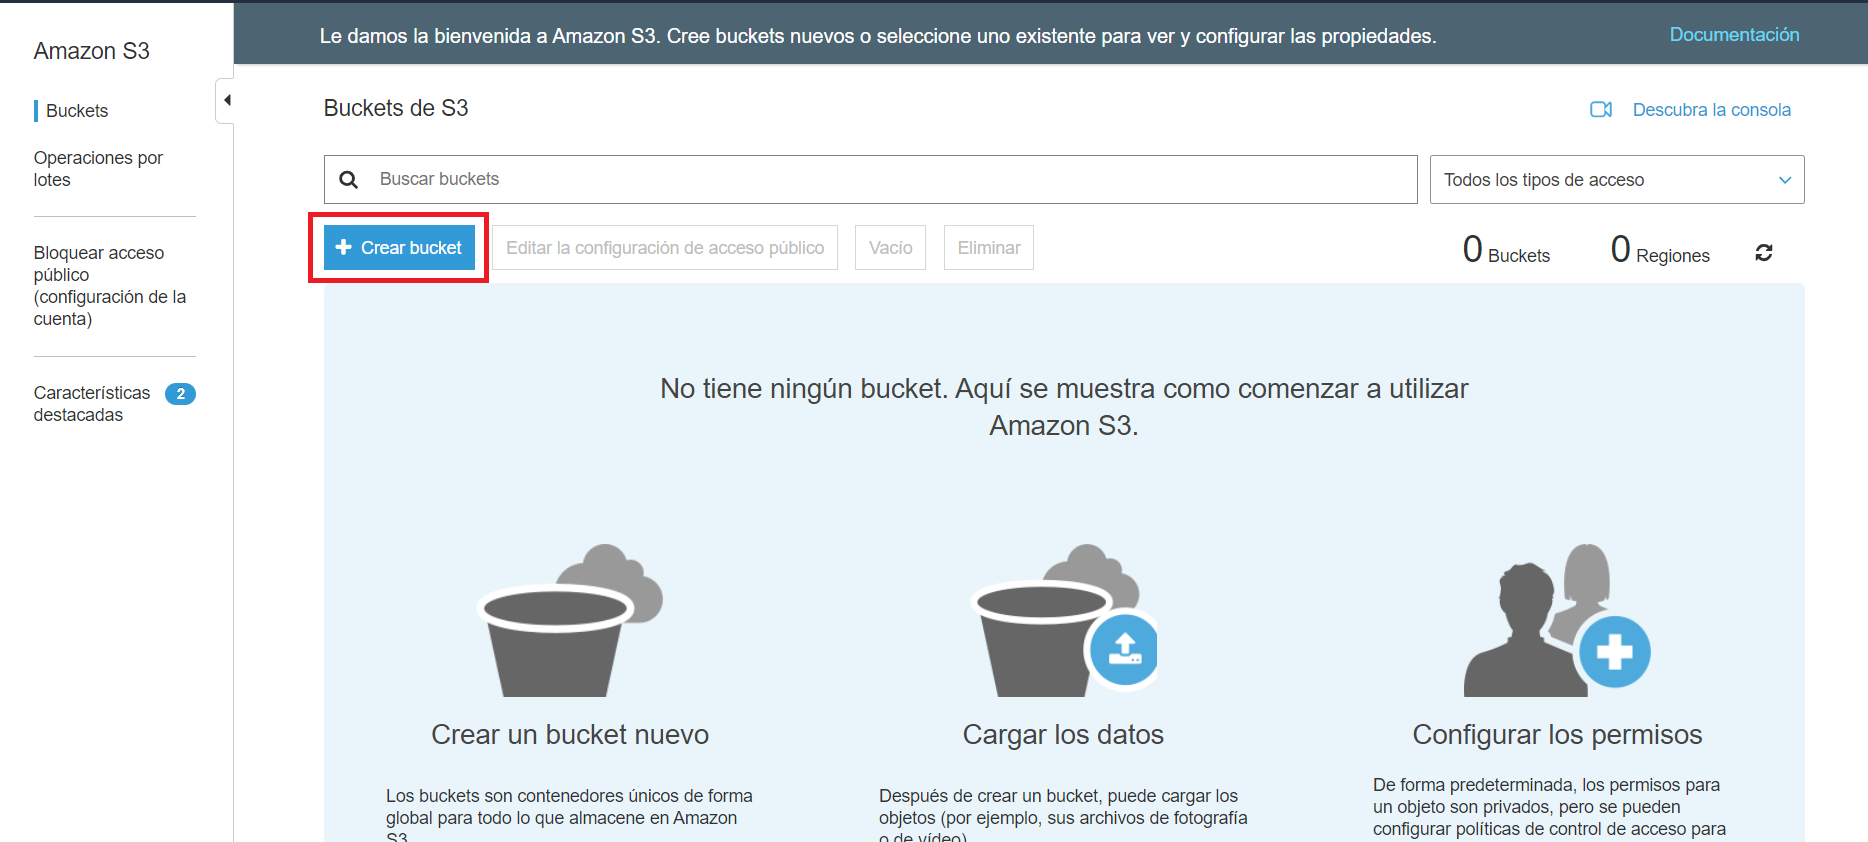 Amazon S3
Buckets
Operaciones por
lotes
Bloquear acceso
público
(configuración de la
cuenta)
Características 2
destacadas
Le damos la bienvenida a Amazon S3. Cree buckets nuevos o seleccione uno existente para ver y configurar las propiedades.
Documentación
Buckets de S3
Descubra la consola
Buscar buckets
Todos los tipos de acceso
Crear bucket
Editar la configuración de acceso público
Vacío
Eliminar
0 Buckets
0 Regiones
No tiene ningún bucket. Aquí se muestra como comenzar a utilizar
Amazon S3.
Crear un bucket nuevo
Los buckets son contenedores únicos de forma
global para todo lo que almacene en Amazon
S3.
Cargar los datos
Después de crear un bucket, puede cargar los
objetos (por ejemplo, sus archivos de fotografía
o de vídeo)
Configurar los permisos
De forma predeterminada, los permisos para
un objeto son privados, pero se pueden
configurar políticas de control de acceso para